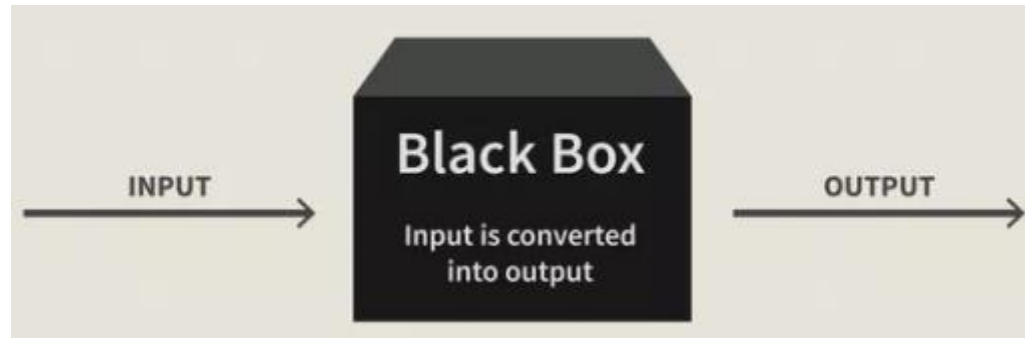 INPUT
Black Box
Input is converted
into output
OUTPUT